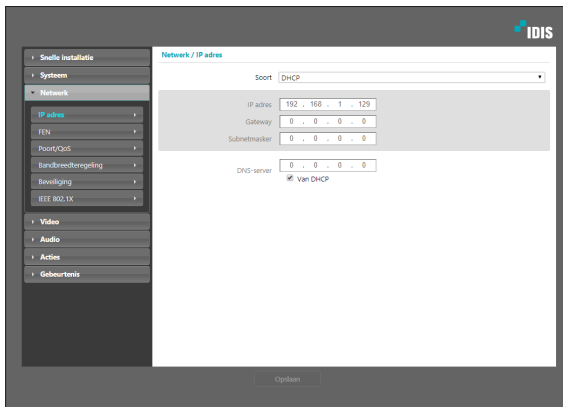 IDIS
Snelle installatie
Systeem
Netwerk
IP adres
FEN
Poort/QoS
Bandbreedteregeling
Beveiliging
IEEE 802.1X
Video
Audio
Acties
Gebeurtenis
Netwerk / IP adres
Soort DHCP
IP adres 192 . 168 . 1 . 129
Gateway 0 . 0 . 0 . 0
Subnetmasker 0 . 0 . 0 . 0
DNS-server 0 . 0 . 0 . 0
Van DHCP
Opslaan